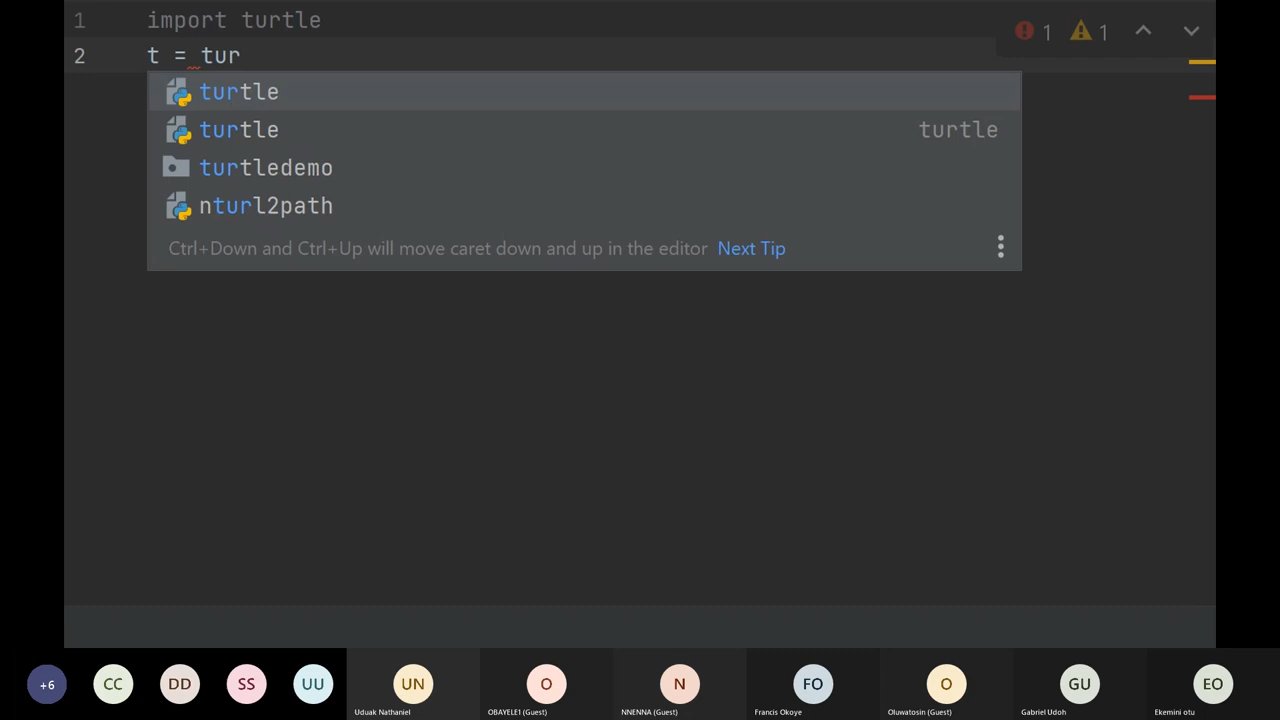 1 import turtle
2 t = tur
1 1
turtle
turtle turtle
turtledemo
nturl2path
Ctrl+Down and Ctrl+Up will move caret down and up in the editor Next Tip
+6 CC DD SS UU UN O N FO O GU EO
Uduak Nathaniel OBAYELE1 (Guest) NNENNA (Guest) Francis Okoye Oluwatosin (Guest) Gabriel Udoh Ekemini otu